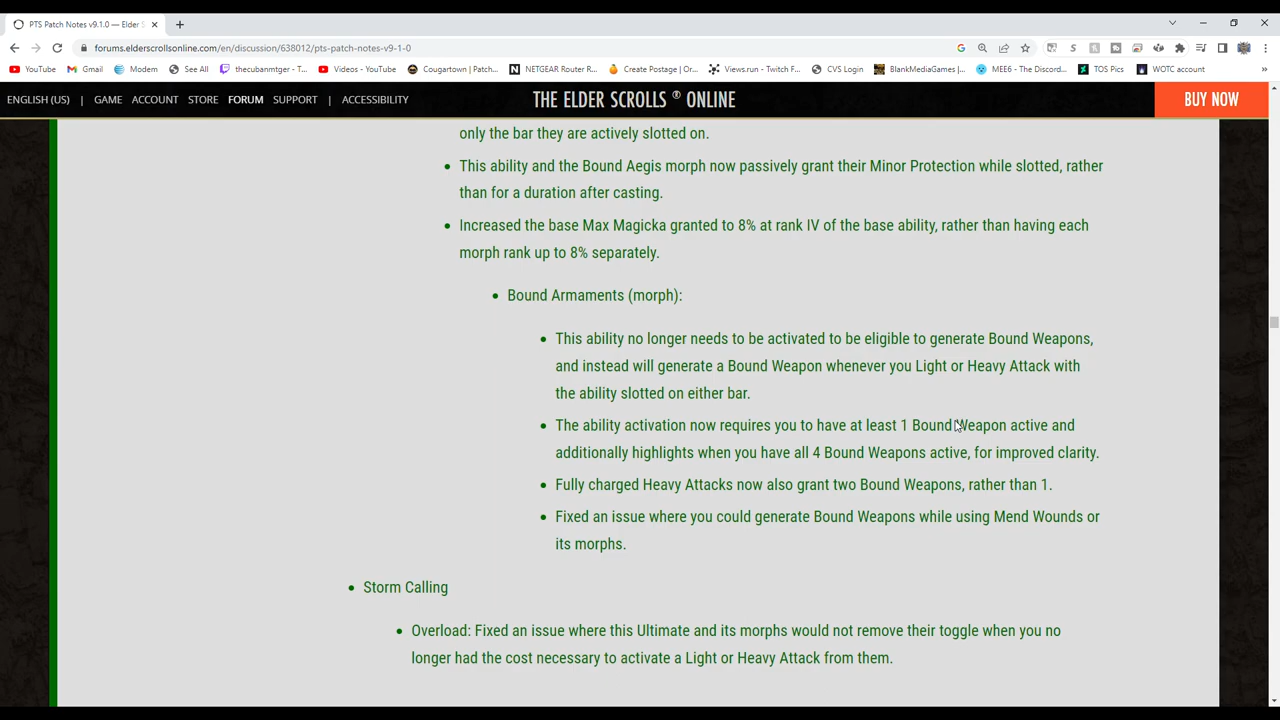 PTS Patch Notes v9.1.0 — Elder S
forums.elderscrollsonline.com/en/discussion/638012/pts-patch-notes-v9-1-0
YouTube Gmail Modem See All thecubanmtger - T... Videos - YouTube Cougartown | Patch... NETGEAR Router R... Create Postage | Or... Views.run - Twitch F... CVS Login BlankMediaGames |... MEE6 - The Discord... TOS Pics WOTC account »
ENGLISH (US) | GAME ACCOUNT STORE FORUM SUPPORT | ACCESSIBILITY THE ELDER SCROLLS ® ONLINE BUY NOW
only the bar they are actively slotted on.
• This ability and the Bound Aegis morph now passively grant their Minor Protection while slotted, rather
than for a duration after casting.
• Increased the base Max Magicka granted to 8% at rank IV of the base ability, rather than having each
morph rank up to 8% separately.
• Bound Armaments (morph):
• This ability no longer needs to be activated to be eligible to generate Bound Weapons,
and instead will generate a Bound Weapon whenever you Light or Heavy Attack with
the ability slotted on either bar.
• The ability activation now requires you to have at least 1 Bound Weapon active and
additionally highlights when you have all 4 Bound Weapons active, for improved clarity.
• Fully charged Heavy Attacks now also grant two Bound Weapons, rather than 1.
• Fixed an issue where you could generate Bound Weapons while using Mend Wounds or
its morphs.
• Storm Calling
• Overload: Fixed an issue where this Ultimate and its morphs would not remove their toggle when you no
longer had the cost necessary to activate a Light or Heavy Attack from them.